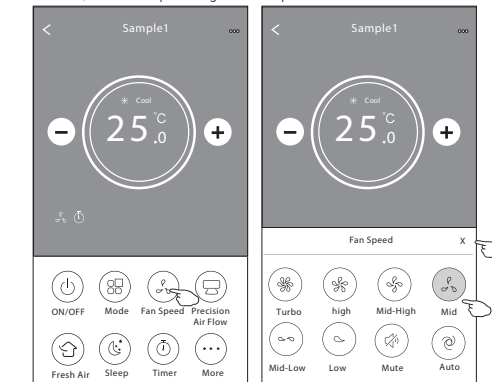 Sample1
Cool
25.0 °C
ON/OFF
Mode
Fan Speed
Precision
Air Flow
Fresh Air
Sleep
Timer
More
Sample1
Cool
25.0 °C
Fan Speed X
Turbo
high
Mid-High
Mid
Mid-Low
Low
Mute
Auto